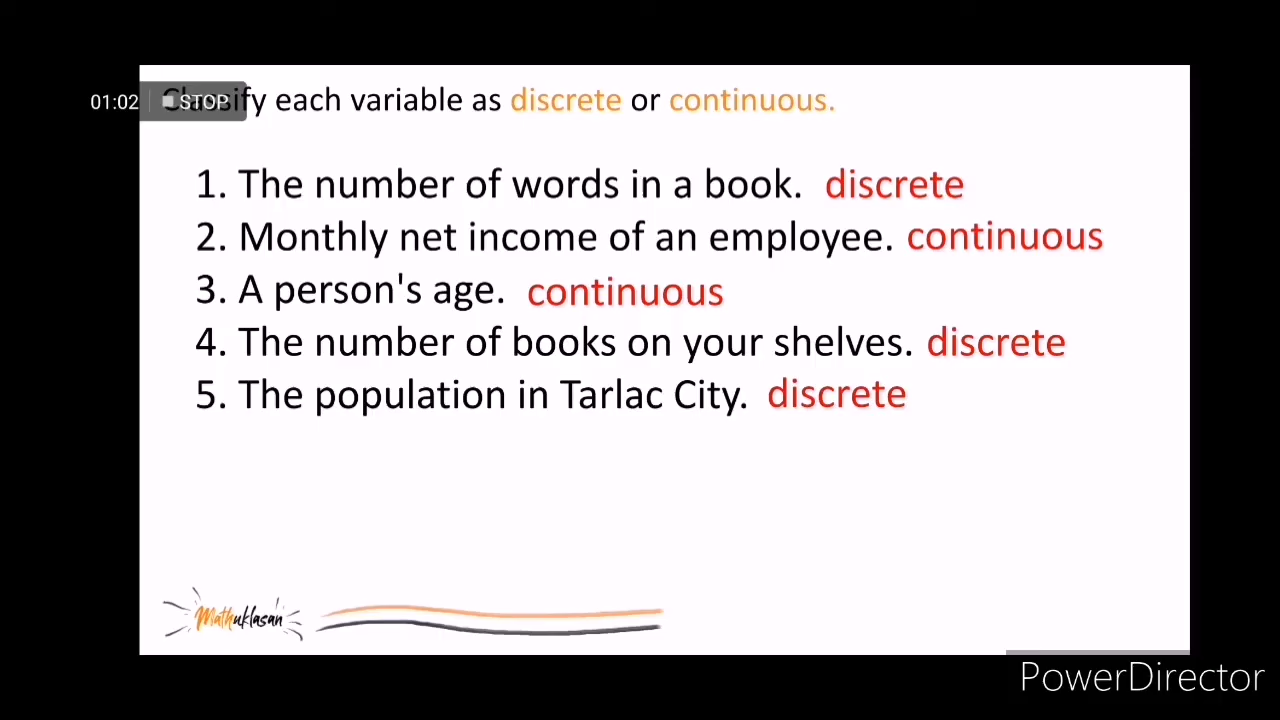 01:02 STOP
Classify each variable as discrete or continuous.
1. The number of words in a book. discrete
2. Monthly net income of an employee. continuous
3. A person's age. continuous
4. The number of books on your shelves. discrete
5. The population in Tarlac City. discrete
Mathuklasan
PowerDirector